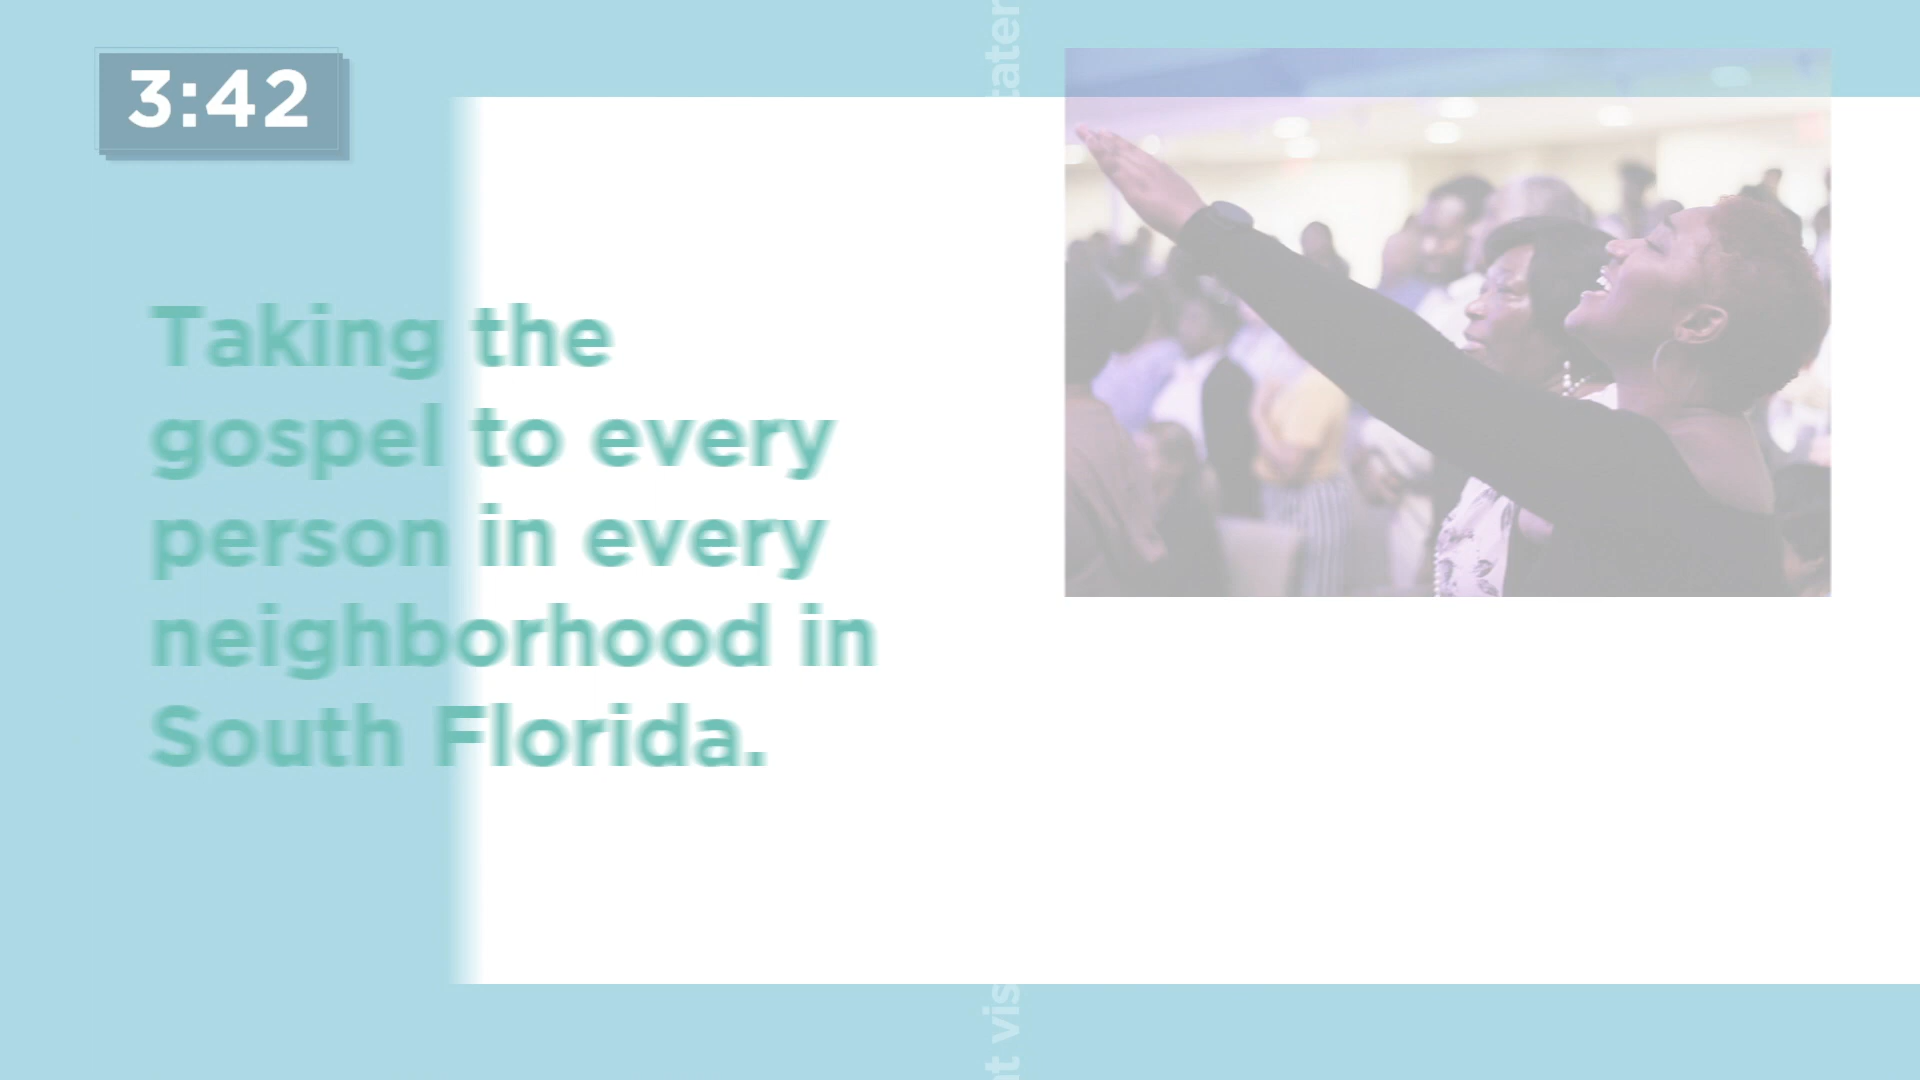 3:42
Taking the
gospel to every
person in every
neighborhood in
South Florida.